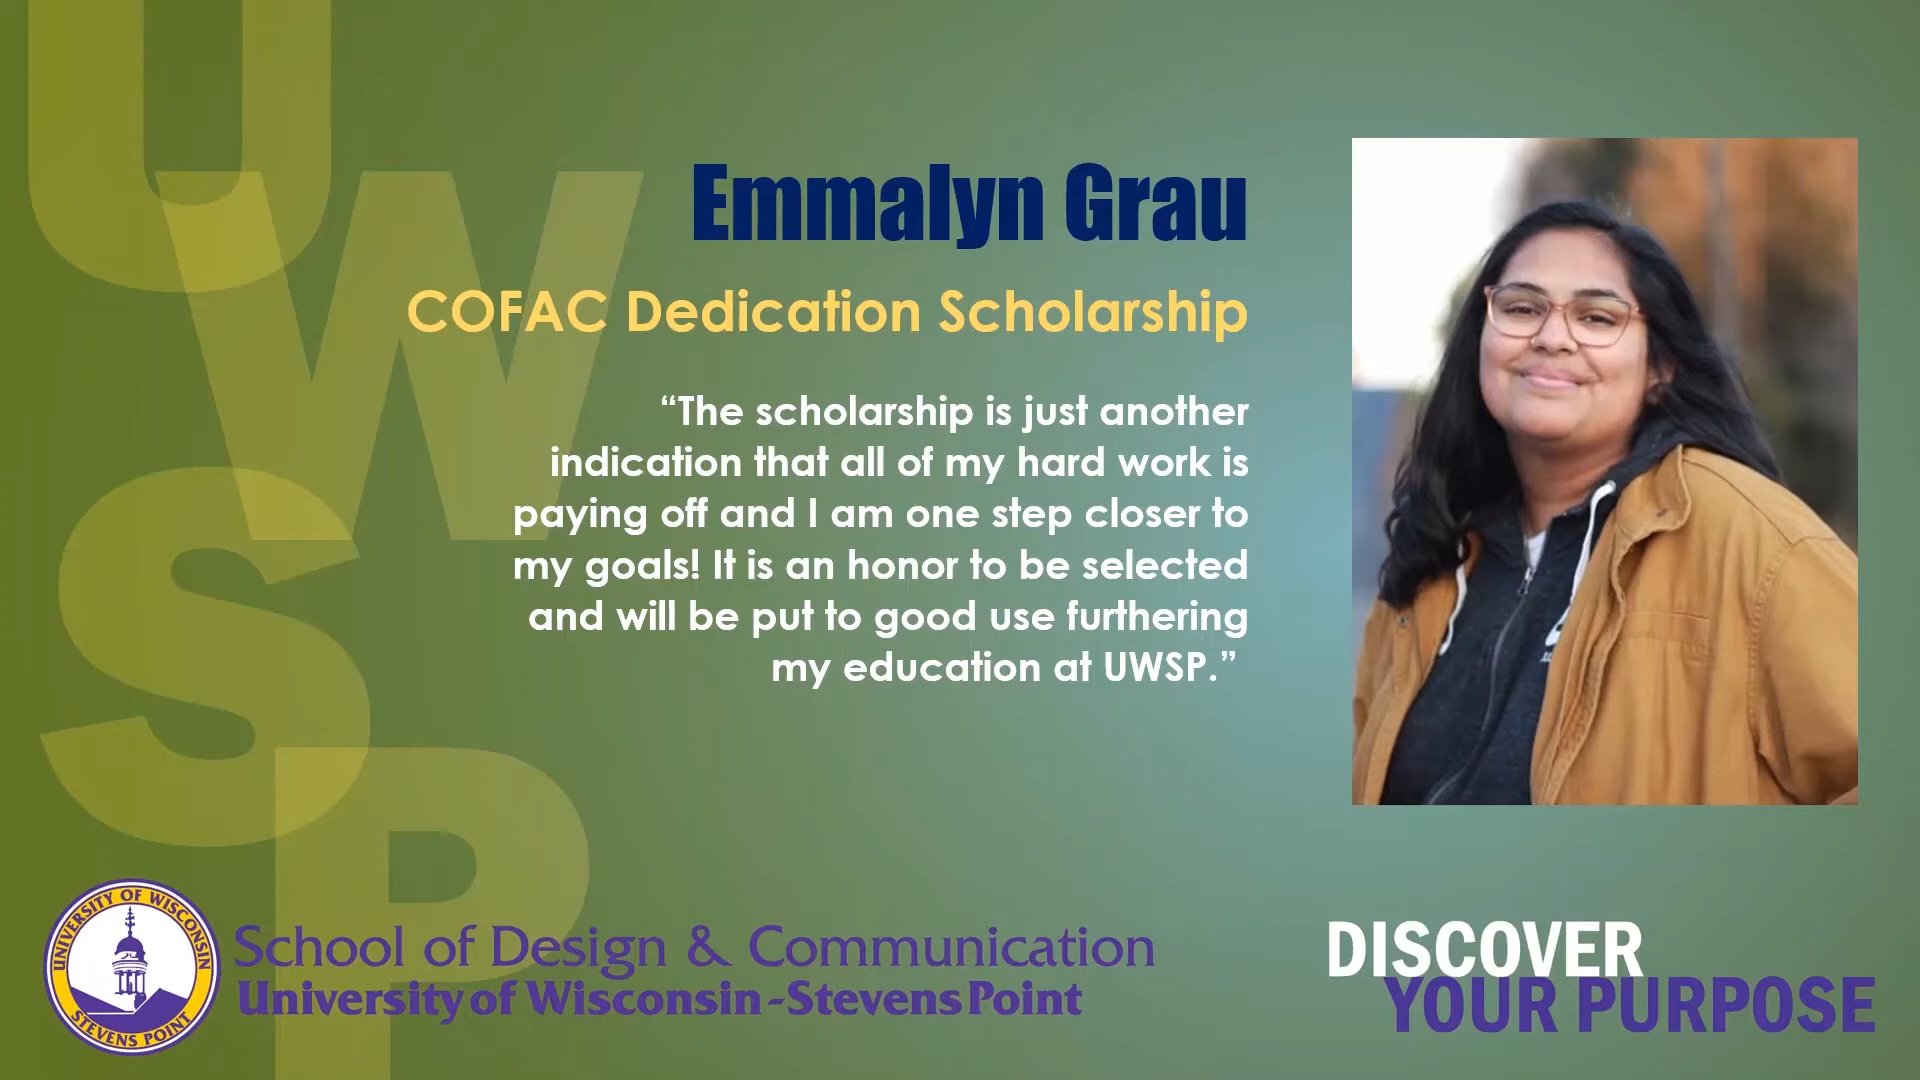 UWSP
Emmalyn Grau
COFAC Dedication Scholarship
“The scholarship is just another
indication that all of my hard work is
paying off and I am one step closer to
my goals! It is an honor to be selected
and will be put to good use furthering
my education at UWSP.”
UNIVERSITY OF WISCONSIN
STEVENS POINT
School of Design & Communication
University of Wisconsin-Stevens Point
DISCOVER
YOUR PURPOSE